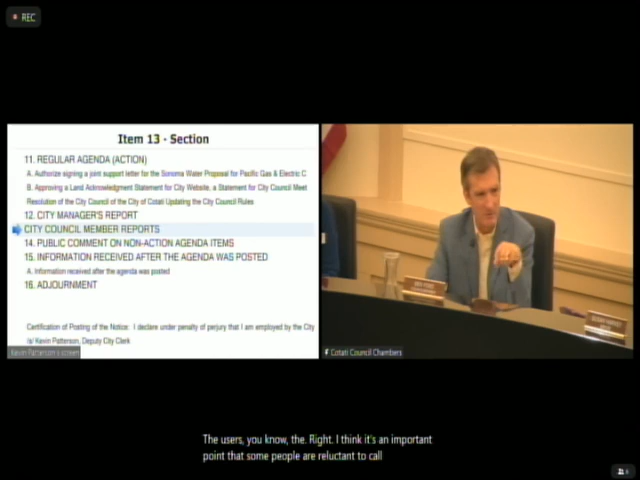 REC
Item 13 - Section
11. REGULAR AGENDA (ACTION)
A. Authorize signing a joint support letter for the Sonoma Water Proposal for Pacific Gas & Electric C
B. Approving a Land Acknowledgment Statement for City Website, a Statement for City Council Meet
Resolution of the City Council of the City of Cotati Updating the City Council Rules
12. CITY MANAGER'S REPORT
CITY COUNCIL MEMBER REPORTS
14. PUBLIC COMMENT ON NON-ACTION AGENDA ITEMS
15. INFORMATION RECEIVED AFTER THE AGENDA WAS POSTED
A. Information received after the agenda was posted
16. ADJOURNMENT
Certification of Posting of the Notice: I declare under penalty of perjury that I am employed by the City
/s/ Kevin Patterson, Deputy City Clerk
Kevin Patterson's screen
Cotati Council Chambers
The users, you know, the. Right. I think it's an important
point that some people are reluctant to call